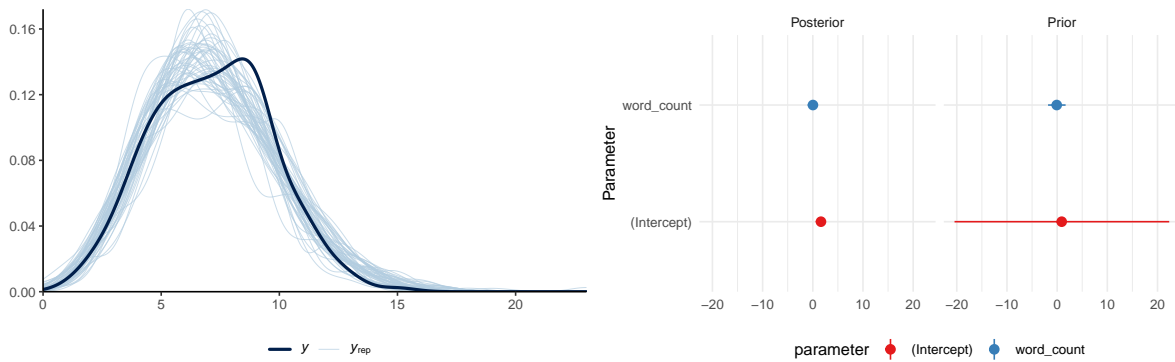 0.16
0.12
0.08
0.04
0.00
0 5 10 15 20
y yrep
Posterior Prior
Parameter
word_count
(Intercept)
−20 −10 0 10 20 −20 −10 0 10 20
parameter (Intercept) word_count